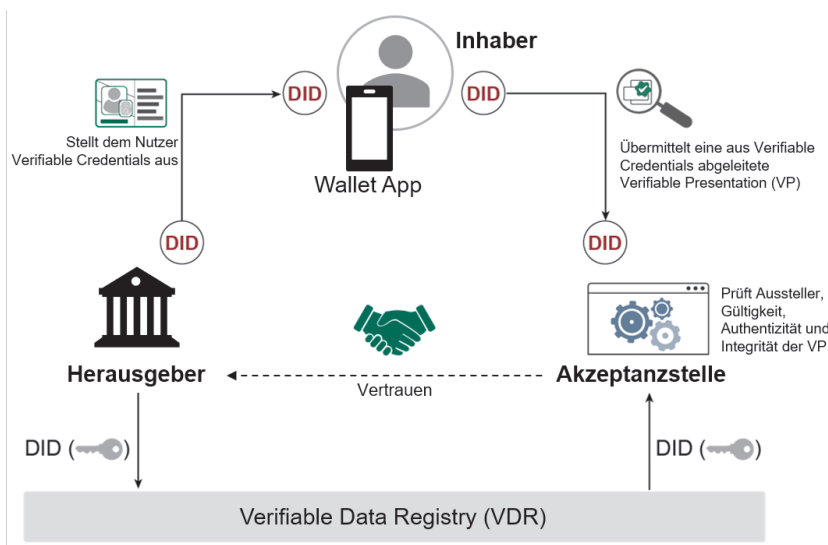 Inhaber
DID
DID
Stellt dem Nutzer
Verifiable Credentials aus
Wallet App
Übermittelt eine aus Verifiable
Credentials abgeleitete
Verifiable Presentation (VP)
DID
DID
Prüft Aussteller,
Gültigkeit,
Authentizität und
Integrität der VP
Herausgeber
Vertrauen
Akzeptanzstelle
DID ( )
DID ( )
Verifiable Data Registry (VDR)